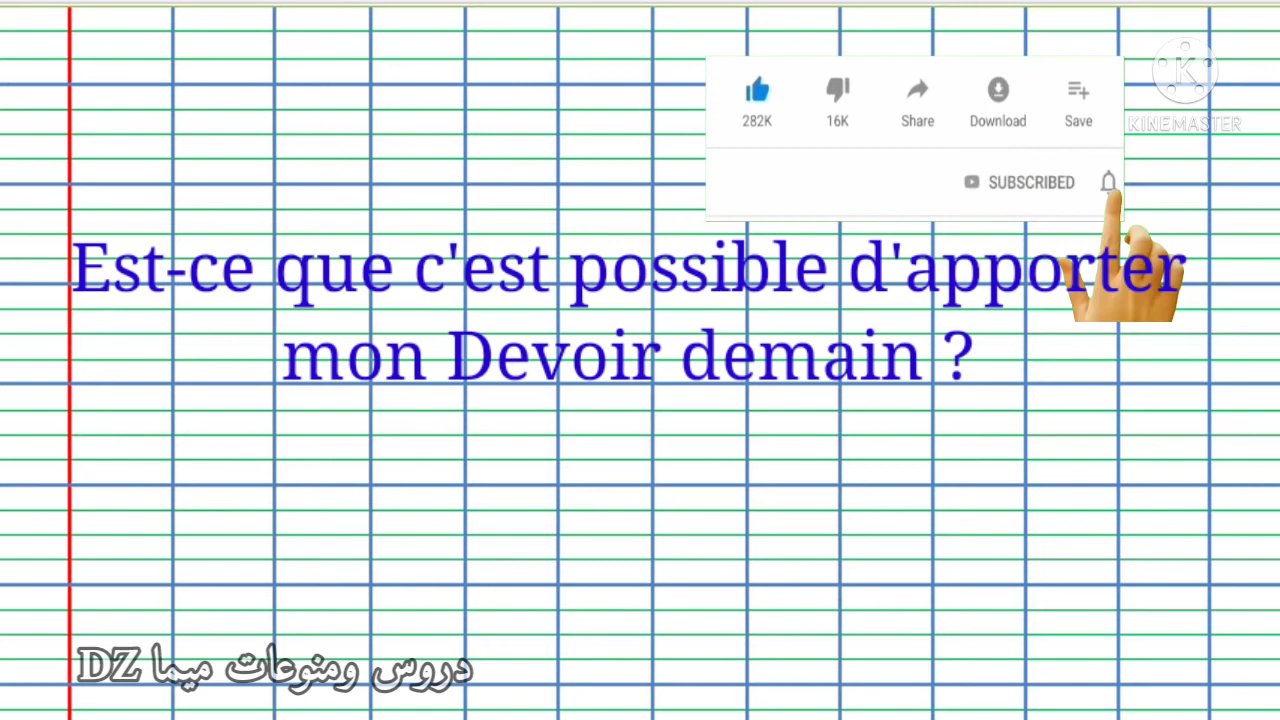 282K 16K Share Download Save
KINEMASTER
SUBSCRIBED
Est-ce que c'est possible d'apporter
mon Devoir demain ?
دروس ومنوعات ميما DZ